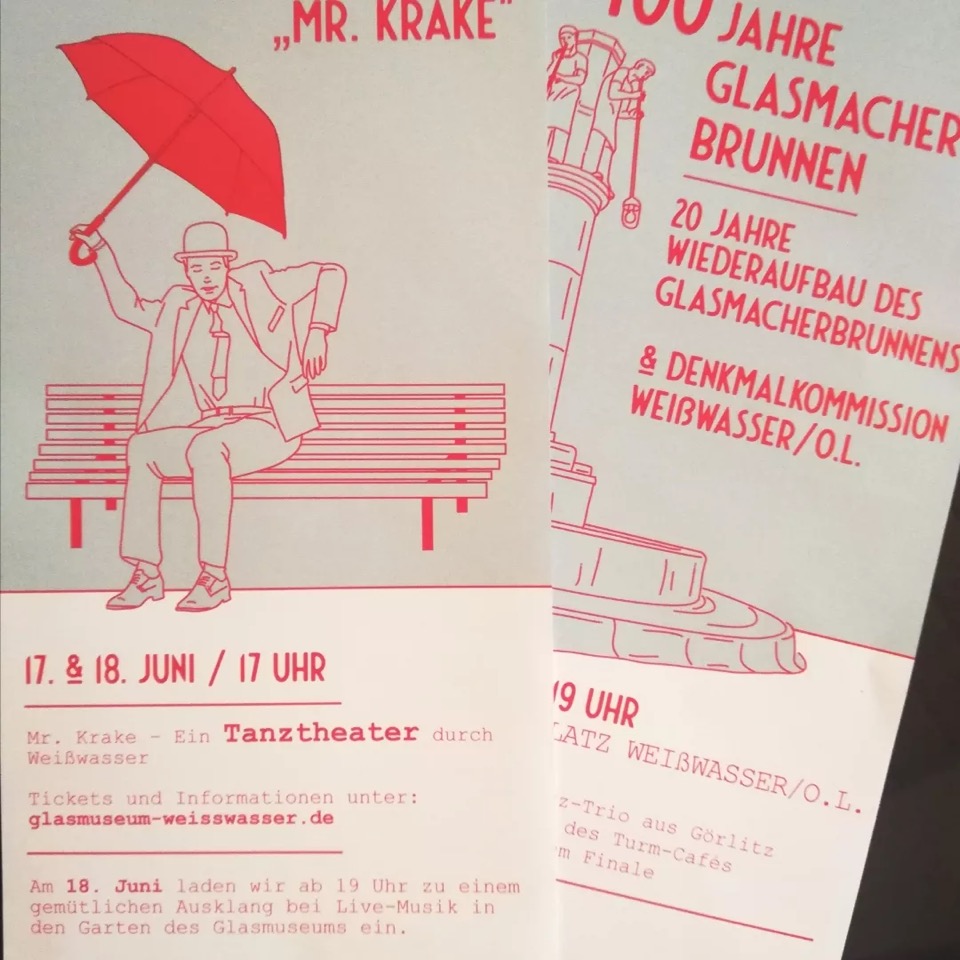 „MR. KRAKE“
17. & 18. JUNI / 17 UHR
Mr. Krake – Ein Tanztheater durch
Weißwasser
Tickets und Informationen unter:
glasmuseum-weisswasser.de
Am 18. Juni laden wir ab 19 Uhr zu einem
gemütlichen Ausklang bei Live-Musik in
den Garten des Glasmuseums ein.
100 JAHRE
GLASMACHER
BRUNNEN
20 JAHRE
WIEDERAUFBAU DES
GLASMACHERBRUNNENS
& DENKMALKOMMISSION
WEIßWASSER/O.L.
19 UHR
LATZ WEIßWASSER/O.L.
z-Trio aus Görlitz
des Turm-Cafés
m Finale